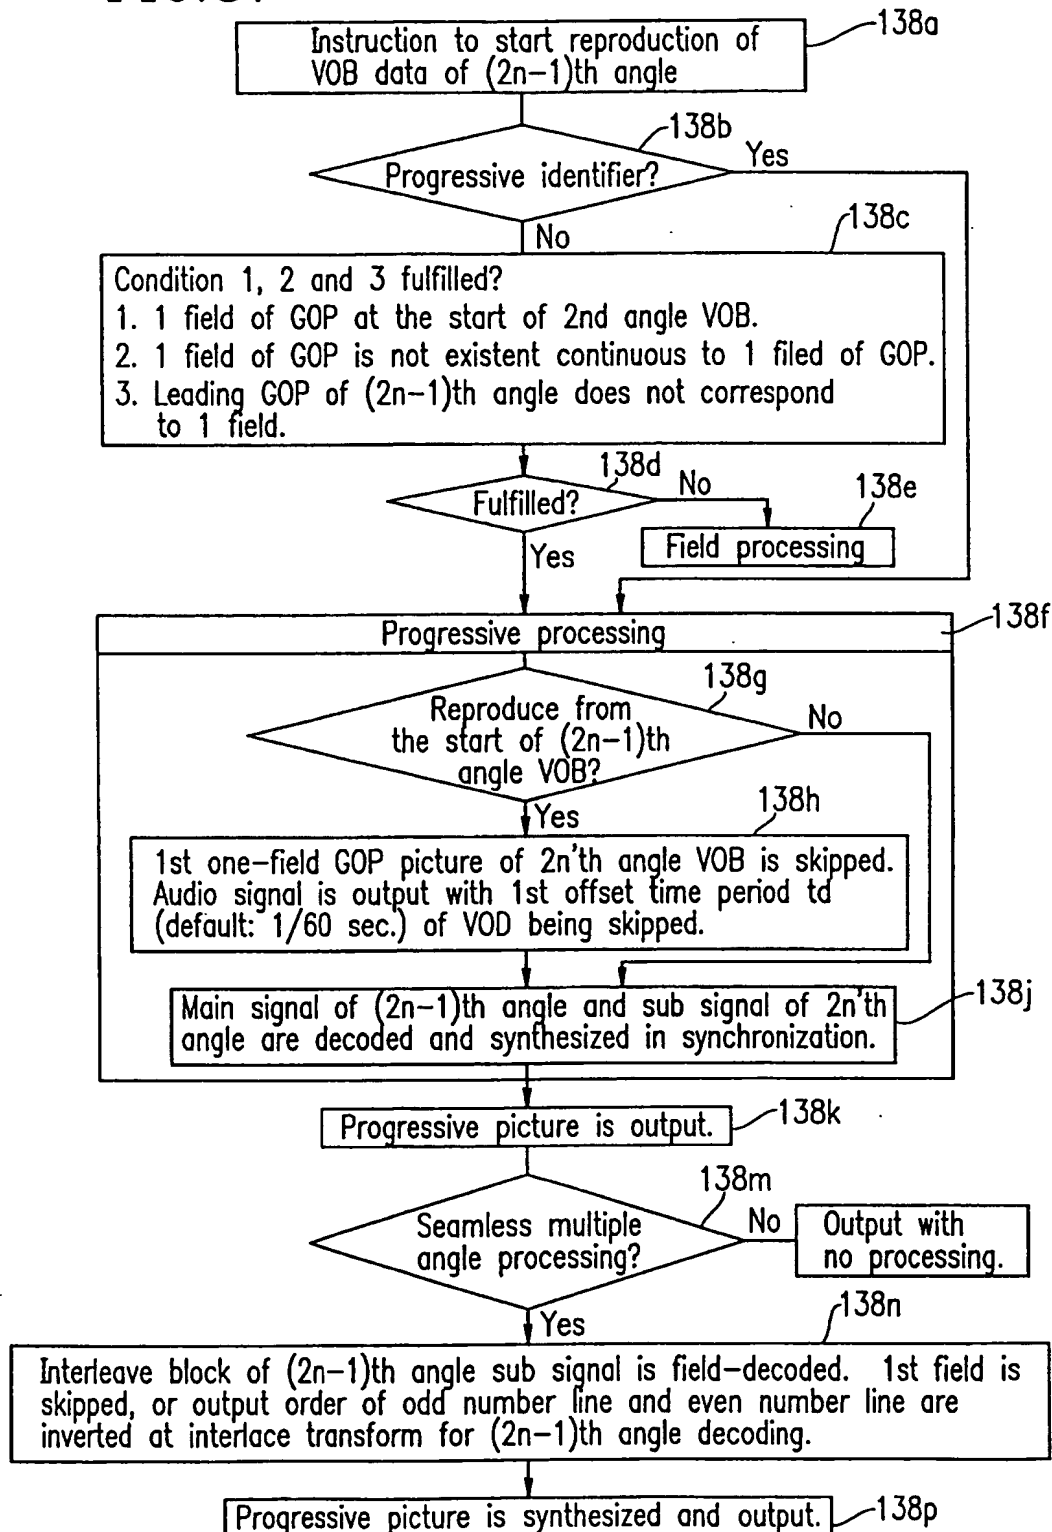 138a
Instruction to start reproduction of
VOB data of (2n-1)th angle
138b
Progressive identifier?
Yes
No
138c
Condition 1, 2 and 3 fulfilled?
1. 1 field of GOP at the start of 2nd angle VOB.
2. 1 field of GOP is not existent continuous to 1 filed of GOP.
3. Leading GOP of (2n-1)th angle does not correspond
to 1 field.
138d
Fulfilled?
No
138e
Field processing
Yes
138f
Progressive processing
138g
Reproduce from
the start of (2n-1)th
angle VOB?
No
Yes
138h
1st one-field GOP picture of 2n'th angle VOB is skipped.
Audio signal is output with 1st offset time period td
(default: 1/60 sec.) of VOD being skipped.
138j
Main signal of (2n-1)th angle and sub signal of 2n'th
angle are decoded and synthesized in synchronization.
Progressive picture is output.
138k
138m
Seamless multiple
angle processing?
No
Output with
no processing.
Yes
138n
Interleave block of (2n-1)th angle sub signal is field-decoded. 1st field is
skipped, or output order of odd number line and even number line are
inverted at interlace transform for (2n-1)th angle decoding.
Progressive picture is synthesized and output.
138p